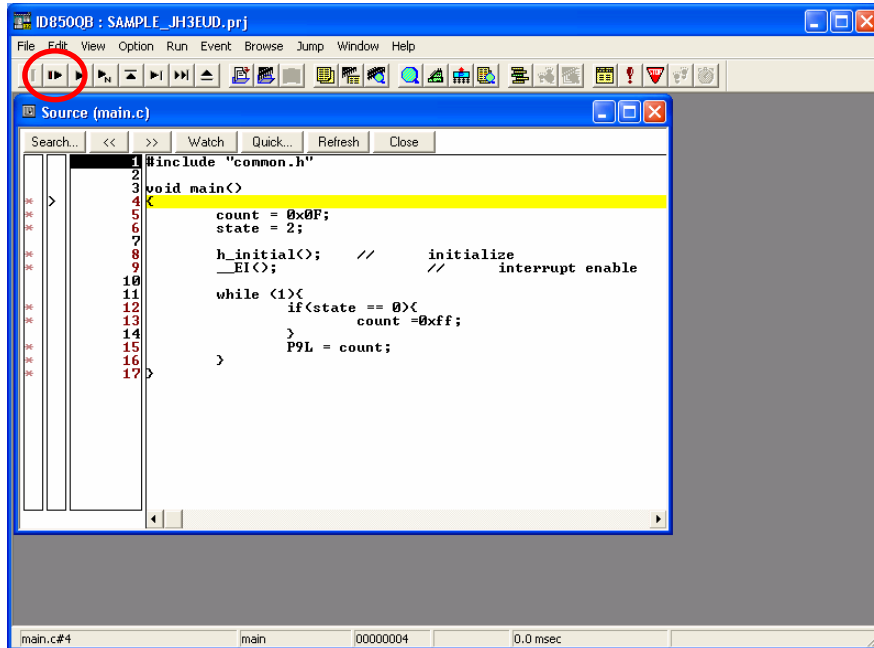 ID850QB : SAMPLE_JH3EUD.prj
File Edit View Option Run Event Browse Jump Window Help
Source (main.c)
Search... << >> Watch Quick... Refresh Close
1 #include "common.h"
2
3 void main()
* > 4 {
* 5 count = 0x0F;
* 6 state = 2;
7
* 8 h_initial(); // initialize
* 9 __EI(); // interrupt enable
10
11 while (1){
* 12 if(state == 0){
* 13 count =0xff;
14 }
* 15 P9L = count;
* 16 }
* 17 }
main.c#4 main 00000004 0.0 msec